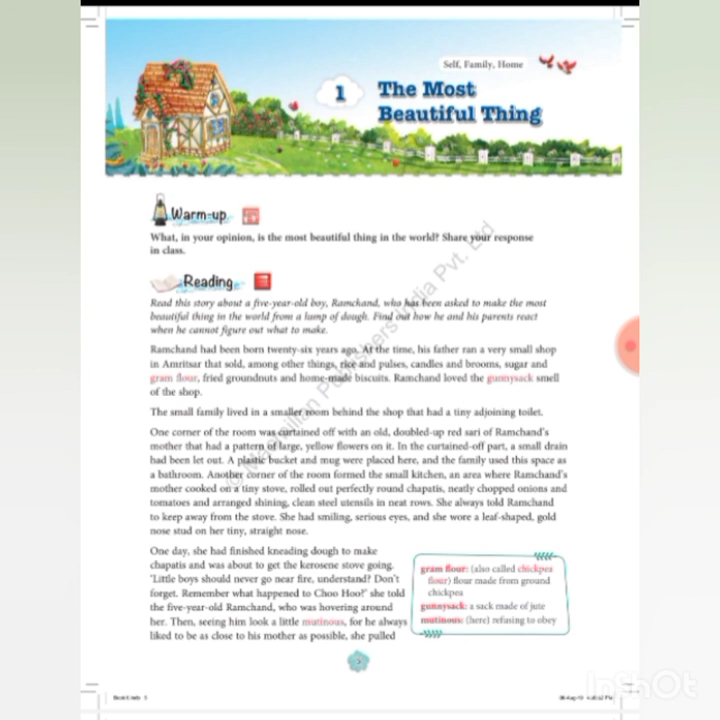 Self, Family, Home
1 The Most
Beautiful Thing
Warm-up
What, in your opinion, is the most beautiful thing in the world? Share your response
in class.
Reading
Read this story about a five-year-old boy, Ramchand, who has been asked to make the most
beautiful thing in the world from a lump of dough. Find out how he and his parents react
when he cannot figure out what to make.
Ramchand had been born twenty-six years ago. At the time, his father ran a very small shop
in Amritsar that sold, among other things, rice and pulses, candles and brooms, sugar and
gram flour, fried groundnuts and home-made biscuits. Ramchand loved the gunnysack smell
of the shop.
The small family lived in a smaller room behind the shop that had a tiny adjoining toilet.
One corner of the room was curtained off with an old, doubled-up red sari of Ramchand's
mother that had a pattern of large, yellow flowers on it. In the curtained-off part, a small drain
had been let out. A plastic bucket and mug were placed here, and the family used this space as
a bathroom. Another corner of the room formed the small kitchen, an area where Ramchand's
mother cooked on a tiny stove, rolled out perfectly round chapatis, neatly chopped onions and
tomatoes and arranged shining, clean steel utensils in neat rows. She always told Ramchand
to keep away from the stove. She had smiling, serious eyes, and she wore a leaf-shaped, gold
nose stud on her tiny, straight nose.
One day, she had finished kneading dough to make
chapatis and was about to get the kerosene stove going.
'Little boys should never go near fire, understand? Don't
forget. Remember what happened to Choo Hoo?' she told
the five-year-old Ramchand, who was hovering around
her. Then, seeing him look a little mutinous, for he always
liked to be as close to his mother as possible, she pulled
gram flour: (also called chickpea
flour) flour made from ground
chickpea
gunnysack: a sack made of jute
mutinous: (here) refusing to obey
© Macmillan Publishers India Pvt. Ltd
InShOt